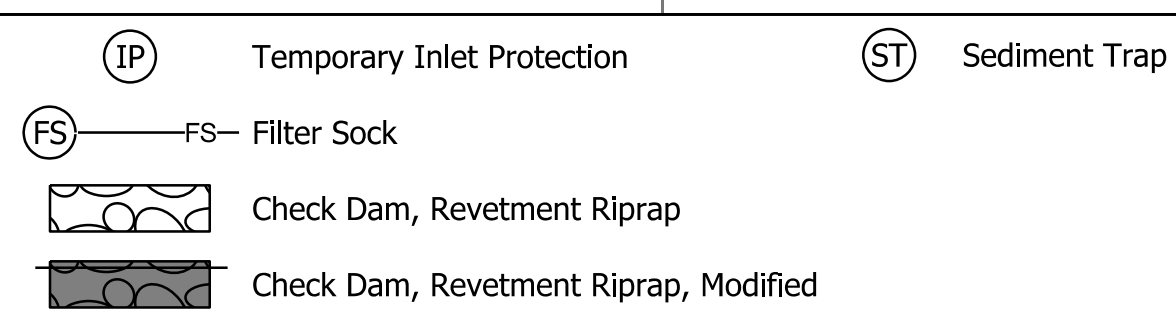 IP Temporary Inlet Protection ST Sediment Trap
FS FS Filter Sock
Check Dam, Revetment Riprap
Check Dam, Revetment Riprap, Modified